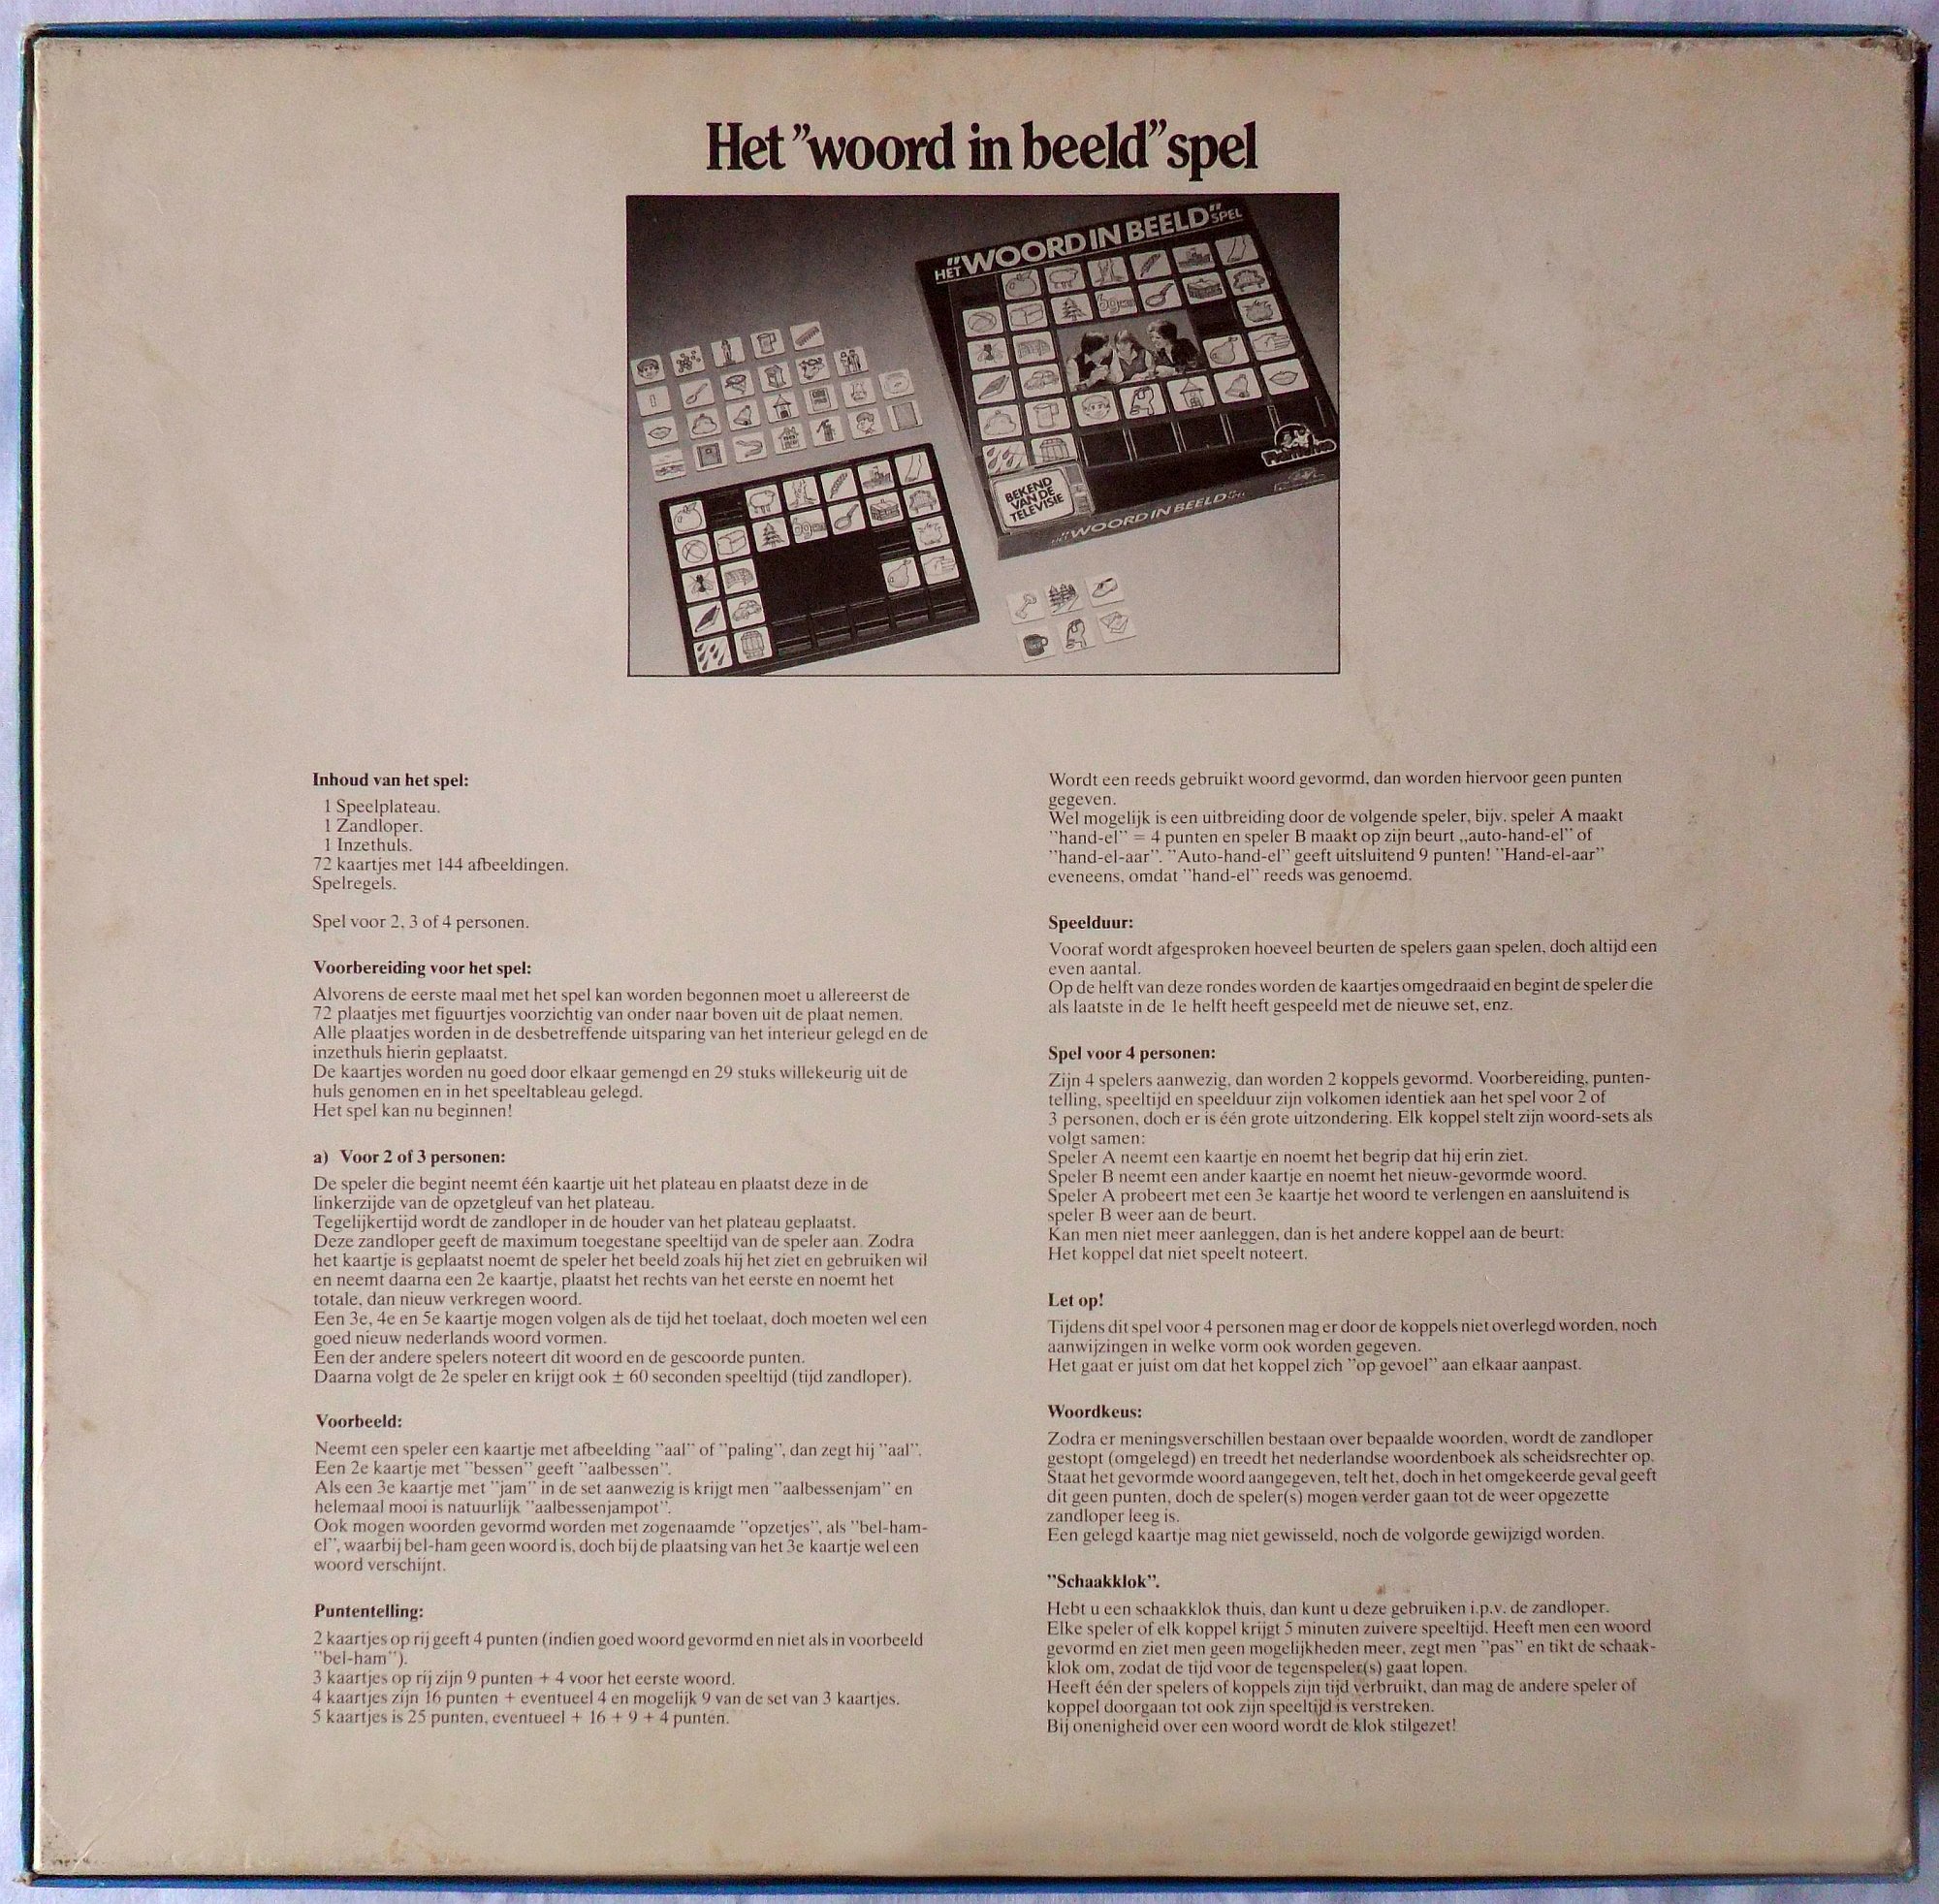 Het ”woord in beeld” spel
HET ”WOORD IN BEELD” SPEL
BEKEND
VAN DE
TELEVISIE
HET ”WOORD IN BEELD” SPEL
Inhoud van het spel:
1 Speelplateau.
1 Zandloper.
1 Inzethuls.
72 kaartjes met 144 afbeeldingen.
Spelregels.
Spel voor 2, 3 of 4 personen.
Voorbereiding voor het spel:
Alvorens de eerste maal met het spel kan worden begonnen moet u allereerst de
72 plaatjes met figuurtjes voorzichtig van onder naar boven uit de plaat nemen.
Alle plaatjes worden in de desbetreffende uitsparing van het interieur gelegd en de
inzethuls hierin geplaatst.
De kaartjes worden nu goed door elkaar gemengd en 29 stuks willekeurig uit de
huls genomen en in het speeltableau gelegd.
Het spel kan nu beginnen!
a) Voor 2 of 3 personen:
De speler die begint neemt één kaartje uit het plateau en plaatst deze in de
linkerzijde van de opzetgleuf van het plateau.
Tegelijkertijd wordt de zandloper in de houder van het plateau geplaatst.
Deze zandloper geeft de maximum toegestane speeltijd van de speler aan. Zodra
het kaartje is geplaatst noemt de speler het beeld zoals hij het ziet en gebruiken wil
en neemt daarna een 2e kaartje, plaatst het rechts van het eerste en noemt het
totale, dan nieuw verkregen woord.
Een 3e, 4e en 5e kaartje mogen volgen als de tijd het toelaat, doch moeten wel een
goed nieuw nederlands woord vormen.
Een der andere spelers noteert dit woord en de gescoorde punten.
Daarna volgt de 2e speler en krijgt ook ± 60 seconden speeltijd (tijd zandloper).
Voorbeeld:
Neemt een speler een kaartje met afbeelding ”aal” of ”paling”, dan zegt hij ”aal”.
Een 2e kaartje met ”bessen” geeft ”aalbessen”.
Als een 3e kaartje met ”jam” in de set aanwezig is krijgt men ”aalbessenjam” en
helemaal mooi is natuurlijk ”aalbessenjampot”.
Ook mogen woorden gevormd worden met zogenaamde ”opzetjes”, als ”bel-ham-
el”, waarbij bel-ham geen woord is, doch bij de plaatsing van het 3e kaartje wel een
woord verschijnt.
Puntentelling:
2 kaartjes op rij geeft 4 punten (indien goed woord gevormd en niet als in voorbeeld
”bel-ham”).
3 kaartjes op rij zijn 9 punten + 4 voor het eerste woord.
4 kaartjes zijn 16 punten + eventueel 4 en mogelijk 9 van de set van 3 kaartjes.
5 kaartjes is 25 punten, eventueel + 16 + 9 + 4 punten.
Wordt een reeds gebruikt woord gevormd, dan worden hiervoor geen punten
gegeven.
Wel mogelijk is een uitbreiding door de volgende speler, bijv. speler A maakt
”hand-el” = 4 punten en speler B maakt op zijn beurt „auto-hand-el” of
”hand-el-aar”. ”Auto-hand-el” geeft uitsluitend 9 punten! ”Hand-el-aar”
eveneens, omdat ”hand-el” reeds was genoemd.
Speelduur:
Vooraf wordt afgesproken hoeveel beurten de spelers gaan spelen, doch altijd een
even aantal.
Op de helft van deze rondes worden de kaartjes omgedraaid en begint de speler die
als laatste in de 1e helft heeft gespeeld met de nieuwe set, enz.
Spel voor 4 personen:
Zijn 4 spelers aanwezig, dan worden 2 koppels gevormd. Voorbereiding, punten-
telling, speeltijd en speelduur zijn volkomen identiek aan het spel voor 2 of
3 personen, doch er is één grote uitzondering. Elk koppel stelt zijn woord-sets als
volgt samen:
Speler A neemt een kaartje en noemt het begrip dat hij erin ziet.
Speler B neemt een ander kaartje en noemt het nieuw-gevormde woord.
Speler A probeert met een 3e kaartje het woord te verlengen en aansluitend is
speler B weer aan de beurt.
Kan men niet meer aanleggen, dan is het andere koppel aan de beurt:
Het koppel dat niet speelt noteert.
Let op!
Tijdens dit spel voor 4 personen mag er door de koppels niet overlegd worden, noch
aanwijzingen in welke vorm ook worden gegeven.
Het gaat er juist om dat het koppel zich ”op gevoel” aan elkaar aanpast.
Woordkeus:
Zodra er meningsverschillen bestaan over bepaalde woorden, wordt de zandloper
gestopt (omgelegd) en treedt het nederlandse woordenboek als scheidsrechter op.
Staat het gevormde woord aangegeven, telt het, doch in het omgekeerde geval geeft
dit geen punten, doch de speler(s) mogen verder gaan tot de weer opgezette
zandloper leeg is.
Een gelegd kaartje mag niet gewisseld, noch de volgorde gewijzigd worden.
”Schaakklok”.
Hebt u een schaakklok thuis, dan kunt u deze gebruiken i.p.v. de zandloper.
Elke speler of elk koppel krijgt 5 minuten zuivere speeltijd. Heeft men een woord
gevormd en ziet men geen mogelijkheden meer, zegt men ”pas” en tikt de schaak-
klok om, zodat de tijd voor de tegenspeler(s) gaat lopen.
Heeft één der spelers of koppels zijn tijd verbruikt, dan mag de andere speler of
koppel doorgaan tot ook zijn speeltijd is verstreken.
Bij onenigheid over een woord wordt de klok stilgezet!